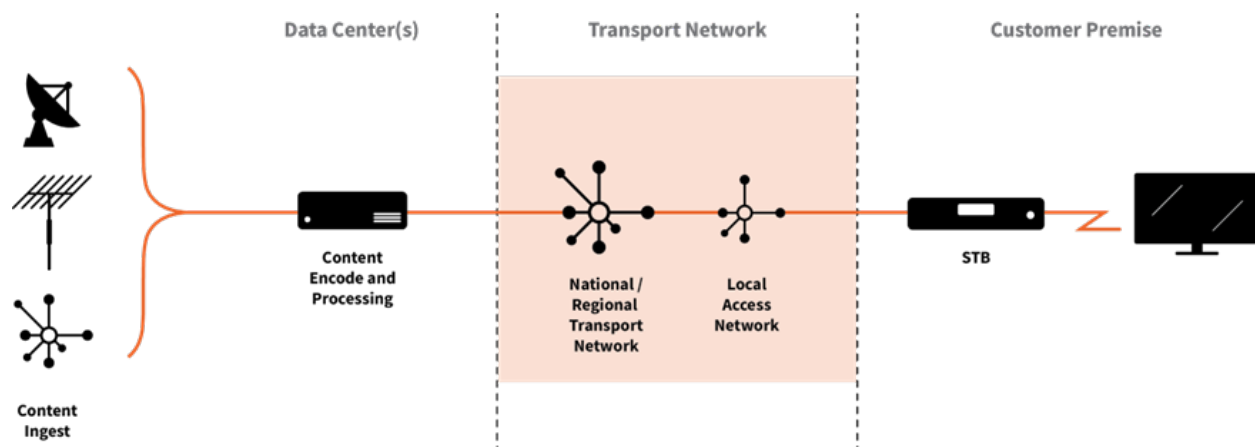 Data Center(s)
Transport Network
Customer Premise
Content
Encode and
Processing
National /
Regional
Transport
Network
Local
Access
Network
STB
Content
Ingest